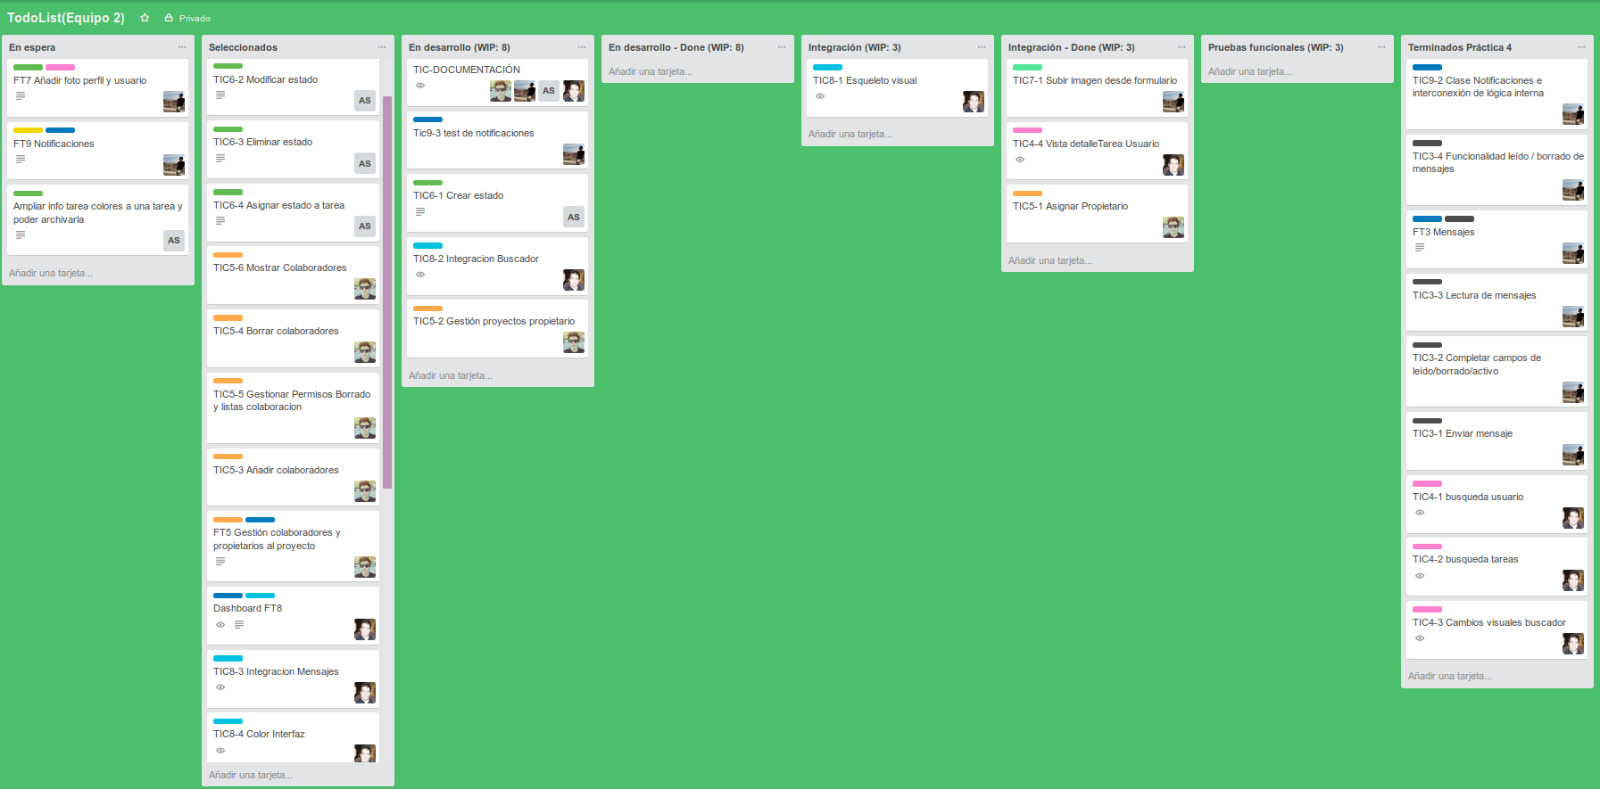 TodoList(Equipo 2) Privado
En espera
FT7 Añadir foto perfil y usuario
FT9 Notificaciones
Ampliar info tarea colores a una tarea y
poder archivarla
AS
Añadir una tarjeta...
Seleccionados
TIC6-2 Modificar estado
AS
TIC6-3 Eliminar estado
AS
TIC6-4 Asignar estado a tarea
AS
TIC5-6 Mostrar Colaboradores
TIC5-4 Borrar colaboradores
TIC5-5 Gestionar Permisos Borrado
y listas colaboracion
TIC5-3 Añadir colaboradores
FT5 Gestión colaboradores y
propietarios al proyecto
Dashboard FT8
TIC8-3 Integracion Mensajes
TIC8-4 Color Interfaz
Añadir una tarjeta...
En desarrollo (WIP: 8)
TIC-DOCUMENTACIÓN
AS
Tic9-3 test de notificaciones
TIC6-1 Crear estado
AS
TIC8-2 Integracion Buscador
TIC5-2 Gestión proyectos propietario
Añadir una tarjeta...
En desarrollo - Done (WIP: 8)
Añadir una tarjeta...
Integración (WIP: 3)
TIC8-1 Esqueleto visual
Añadir una tarjeta...
Integración - Done (WIP: 3)
TIC7-1 Subir imagen desde formulario
TIC4-4 Vista detalleTarea Usuario
TIC5-1 Asignar Propietario
Añadir una tarjeta...
Pruebas funcionales (WIP: 3)
Añadir una tarjeta...
Terminados Práctica 4
TIC9-2 Clase Notificaciones e
interconexión de lógica interna
TIC3-4 Funcionalidad leído / borrado de
mensajes
FT3 Mensajes
TIC3-3 Lectura de mensajes
TIC3-2 Completar campos de
leído/borrado/activo
TIC3-1 Enviar mensaje
TIC4-1 busqueda usuario
TIC4-2 busqueda tareas
TIC4-3 Cambios visuales buscador
Añadir una tarjeta...